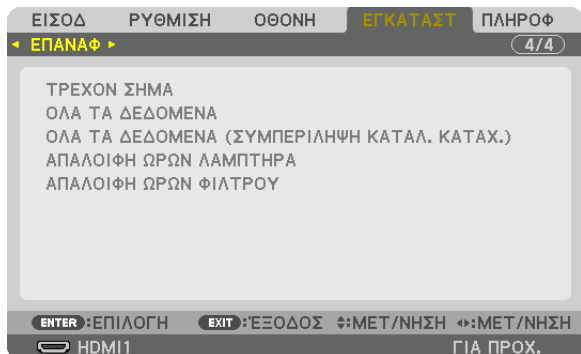 ΕΙΣΟΔ ΡΥΘΜΙΣΗ ΟΘΟΝΗ ΕΓΚΑΤΑΣΤ ΠΛΗΡΟΦ
◂ ΕΠΑΝΑΦ ▸ 4/4
ΤΡΕΧΟΝ ΣΗΜΑ
ΟΛΑ ΤΑ ΔΕΔΟΜΕΝΑ
ΟΛΑ ΤΑ ΔΕΔΟΜΕΝΑ (ΣΥΜΠΕΡΙΛΗΨΗ ΚΑΤΑΛ. ΚΑΤΑΧ.)
ΑΠΑΛΟΙΦΗ ΩΡΩΝ ΛΑΜΠΤΗΡΑ
ΑΠΑΛΟΙΦΗ ΩΡΩΝ ΦΙΛΤΡΟΥ
ENTER :ΕΠΙΛΟΓΗ EXIT :ΈΞΟΔΟΣ ♦:ΜΕΤ/ΝΗΣΗ ◂▸:ΜΕΤ/ΝΗΣΗ
HDMI1 ΓΙΑ ΠΡΟΧ.